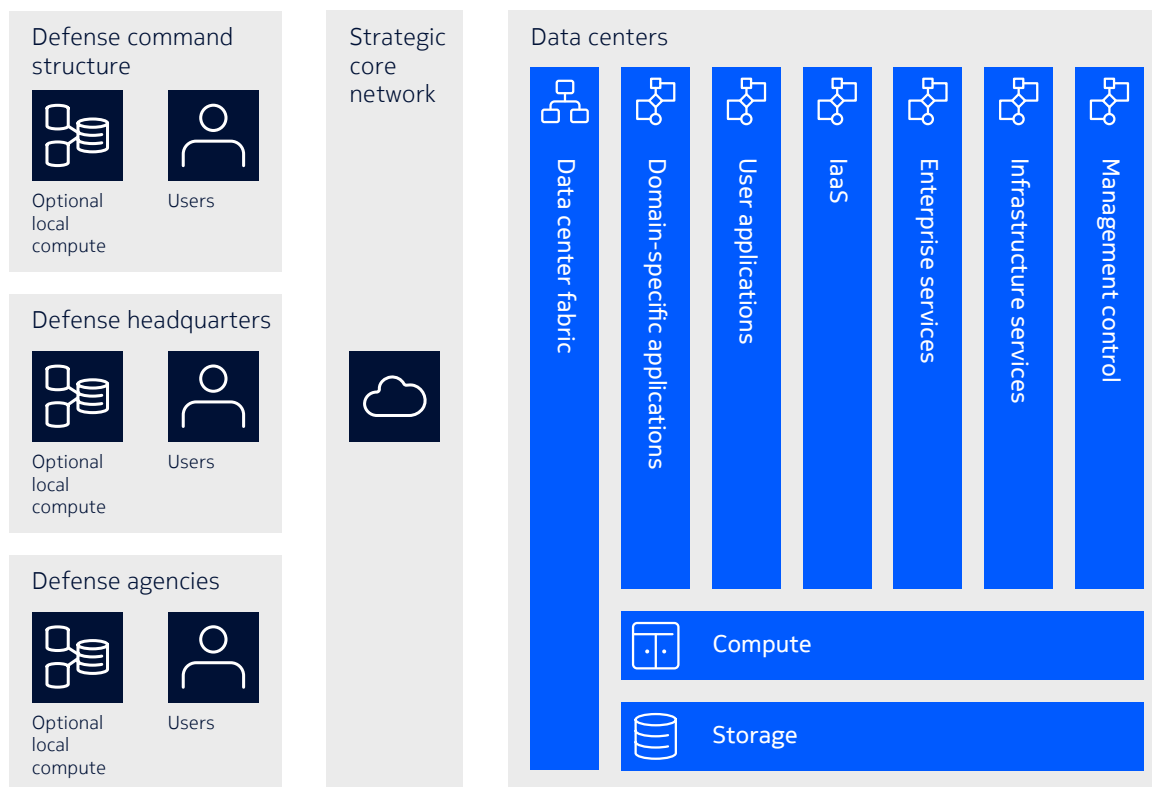 Defense command
structure
Optional
local
compute
Users
Defense headquarters
Optional
local
compute
Users
Defense agencies
Optional
local
compute
Users
Strategic
core
network
Data centers
Data center fabric
Domain-specific applications
User applications
IaaS
Enterprise services
Infrastructure services
Management control
Compute
Storage